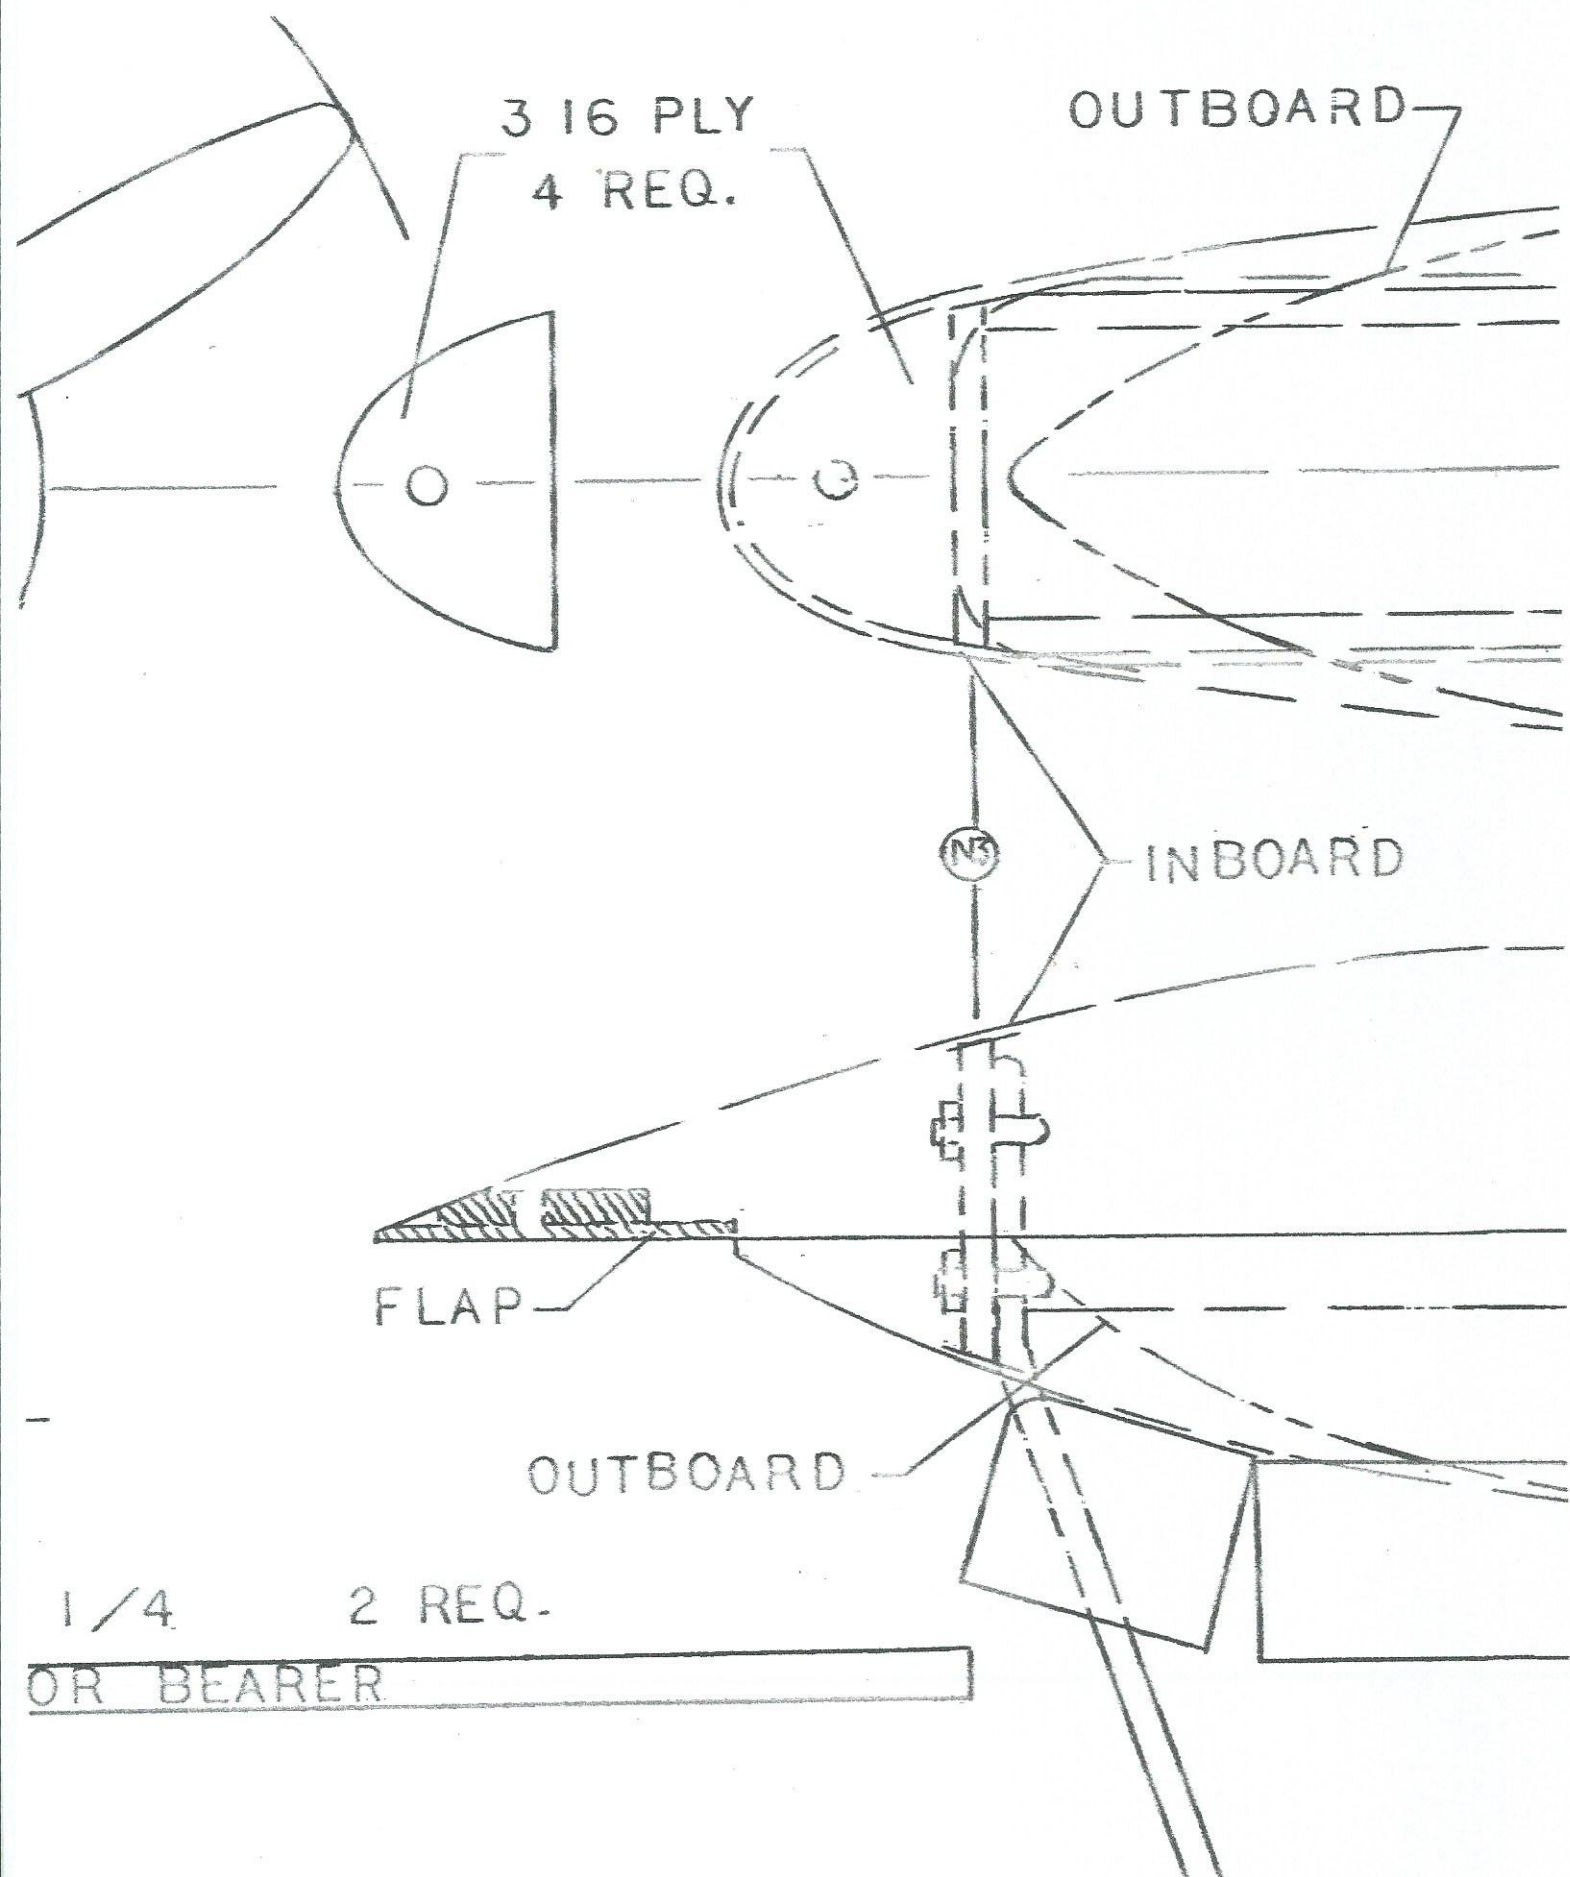 3 16 PLY
4 REQ.
OUTBOARD
N3
INBOARD
FLAP
OUTBOARD
1/4 2 REQ.
OR BEARER